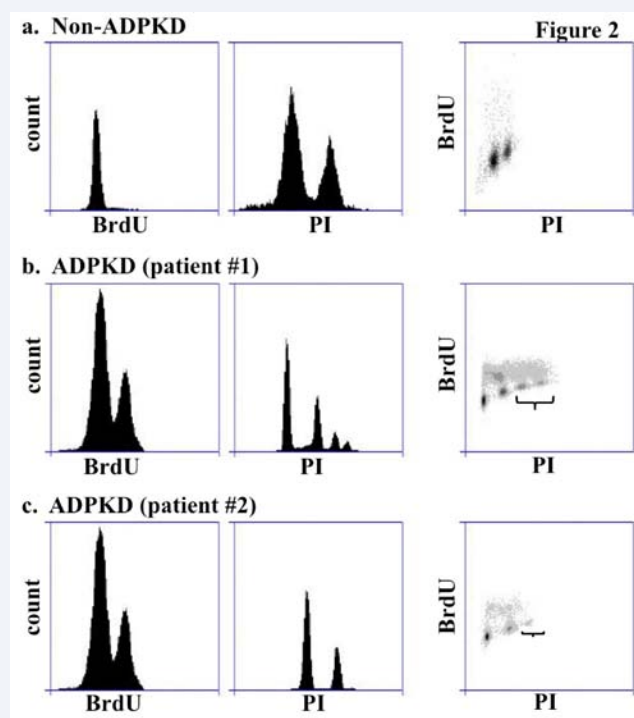 a. Non-ADPKD
Figure 2
count
BrdU
PI
BrdU
PI
b. ADPKD (patient #1)
count
BrdU
PI
BrdU
PI
c. ADPKD (patient #2)
count
BrdU
PI
BrdU
PI